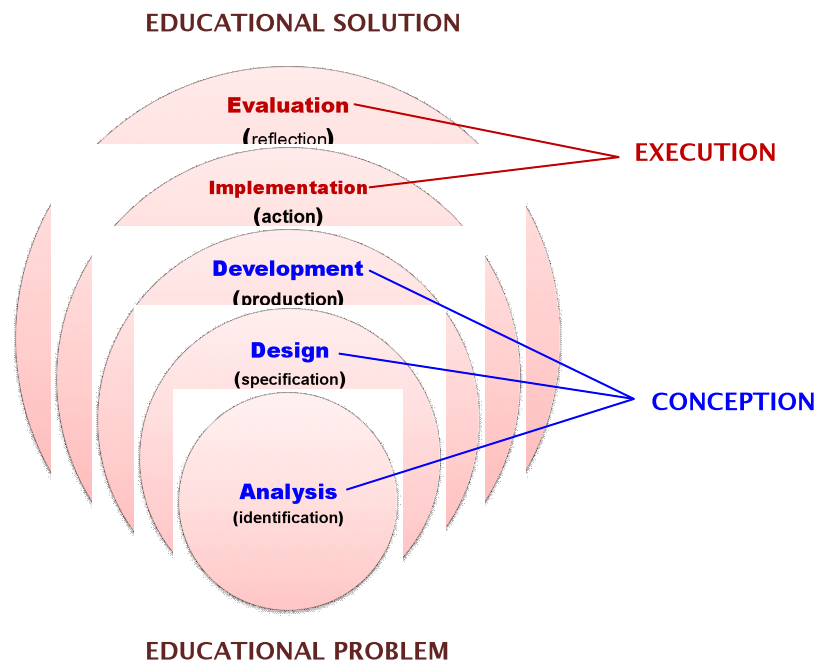 EDUCATIONAL SOLUTION
Evaluation
(reflection)
EXECUTION
Implementation
(action)
Development
(production)
Design
(specification)
CONCEPTION
Analysis
(identification)
EDUCATIONAL PROBLEM